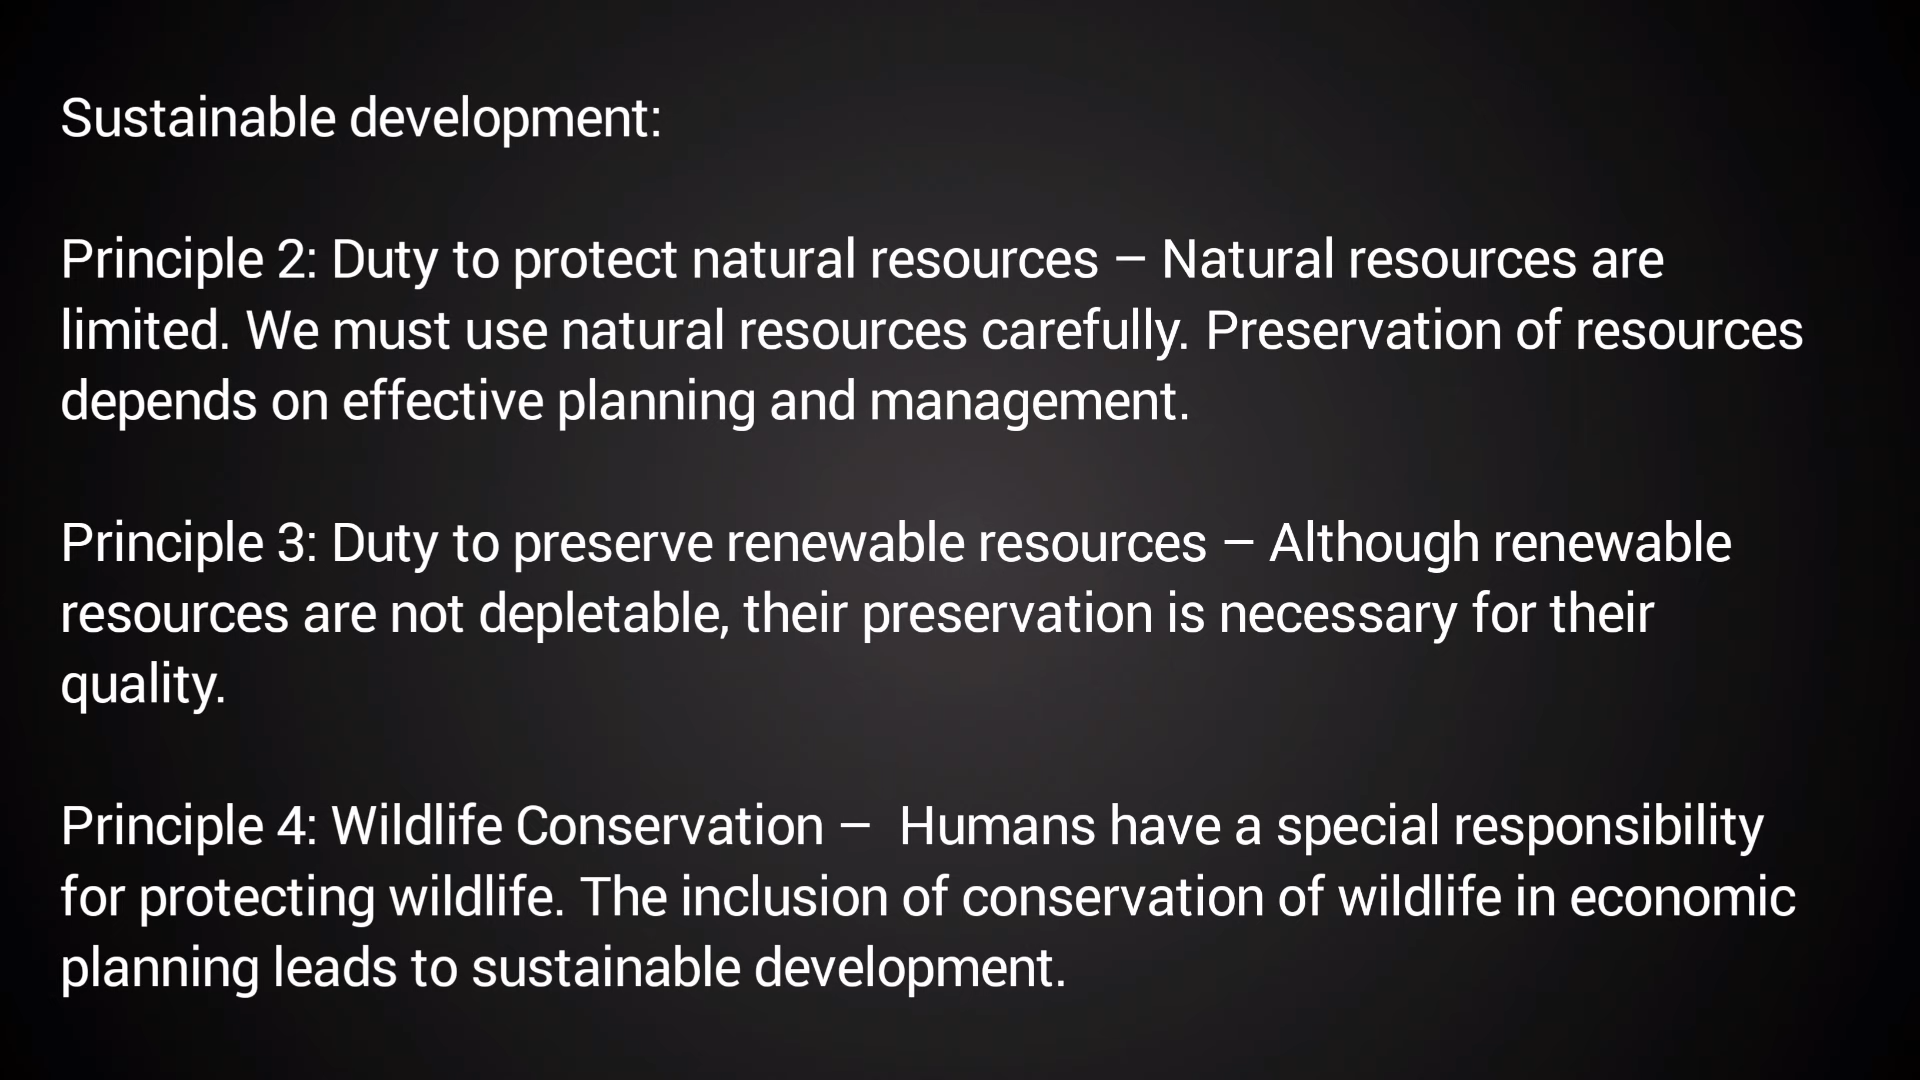 Sustainable development:
Principle 2: Duty to protect natural resources – Natural resources are
limited. We must use natural resources carefully. Preservation of resources
depends on effective planning and management.
Principle 3: Duty to preserve renewable resources – Although renewable
resources are not depletable, their preservation is necessary for their
quality.
Principle 4: Wildlife Conservation –  Humans have a special responsibility
for protecting wildlife. The inclusion of conservation of wildlife in economic
planning leads to sustainable development.